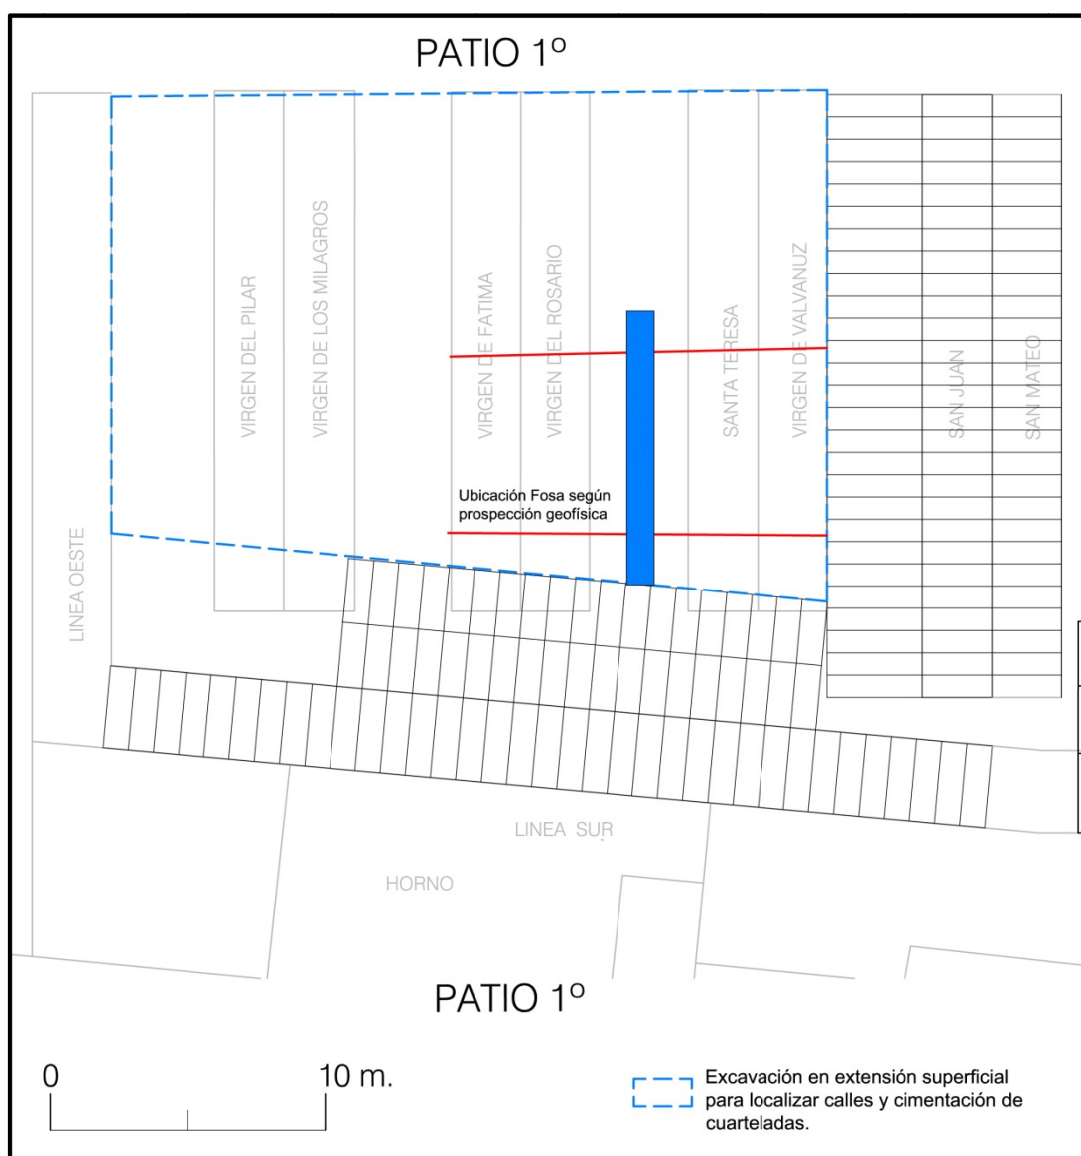 PATIO 1º
VIRGEN DEL PILAR
VIRGEN DE LOS MILAGROS
VIRGEN DE FATIMA
VIRGEN DEL ROSARIO
SANTA TERESA
VIRGEN DE VALVANUZ
SAN JUAN
SAN MATEO
Ubicación Fosa según
prospección geofísica
LINEA OESTE
LINEA SUR
HORNO
PATIO 1º
0
10 m.
Excavación en extensión superficial
para localizar calles y cimentación de
cuarteladas.